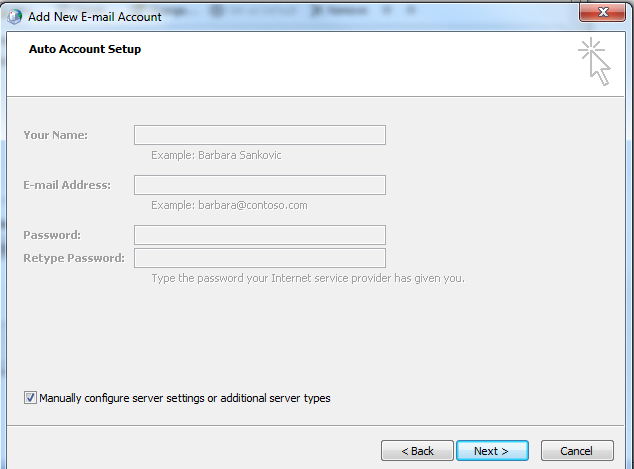 Add New E-mail Account
Auto Account Setup
Your Name:
Example: Barbara Sankovic
E-mail Address:
Example: barbara@contoso.com
Password:
Retype Password:
Type the password your Internet service provider has given you.
Manually configure server settings or additional server types
< Back Next > Cancel